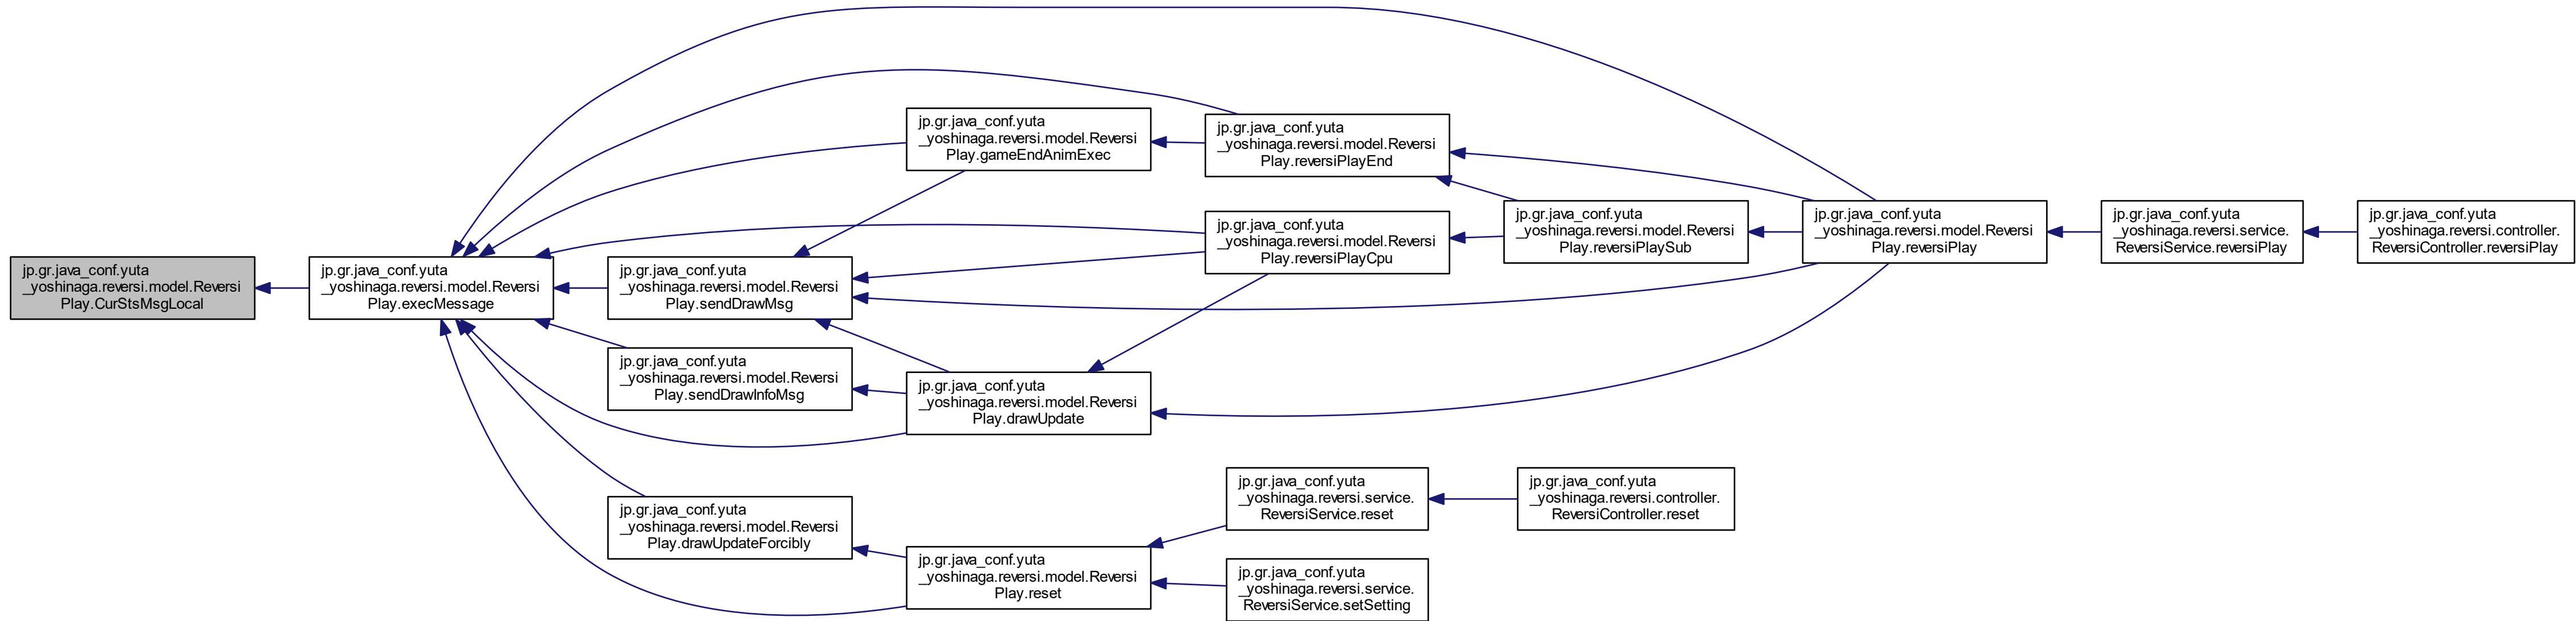 jp.gr.java_conf.yuta
_yoshinaga.reversi.model.Reversi
Play.CurStsMsgLocal
jp.gr.java_conf.yuta
_yoshinaga.reversi.model.Reversi
Play.execMessage
jp.gr.java_conf.yuta
_yoshinaga.reversi.model.Reversi
Play.gameEndAnimExec
jp.gr.java_conf.yuta
_yoshinaga.reversi.model.Reversi
Play.sendDrawMsg
jp.gr.java_conf.yuta
_yoshinaga.reversi.model.Reversi
Play.sendDrawInfoMsg
jp.gr.java_conf.yuta
_yoshinaga.reversi.model.Reversi
Play.drawUpdate
jp.gr.java_conf.yuta
_yoshinaga.reversi.model.Reversi
Play.drawUpdateForcibly
jp.gr.java_conf.yuta
_yoshinaga.reversi.model.Reversi
Play.reset
jp.gr.java_conf.yuta
_yoshinaga.reversi.model.Reversi
Play.reversiPlayEnd
jp.gr.java_conf.yuta
_yoshinaga.reversi.model.Reversi
Play.reversiPlayCpu
jp.gr.java_conf.yuta
_yoshinaga.reversi.model.Reversi
Play.reversiPlaySub
jp.gr.java_conf.yuta
_yoshinaga.reversi.model.Reversi
Play.reversiPlay
jp.gr.java_conf.yuta
_yoshinaga.reversi.service.
ReversiService.reversiPlay
jp.gr.java_conf.yuta
_yoshinaga.reversi.controller.
ReversiController.reversiPlay
jp.gr.java_conf.yuta
_yoshinaga.reversi.service.
ReversiService.reset
jp.gr.java_conf.yuta
_yoshinaga.reversi.controller.
ReversiController.reset
jp.gr.java_conf.yuta
_yoshinaga.reversi.service.
ReversiService.setSetting